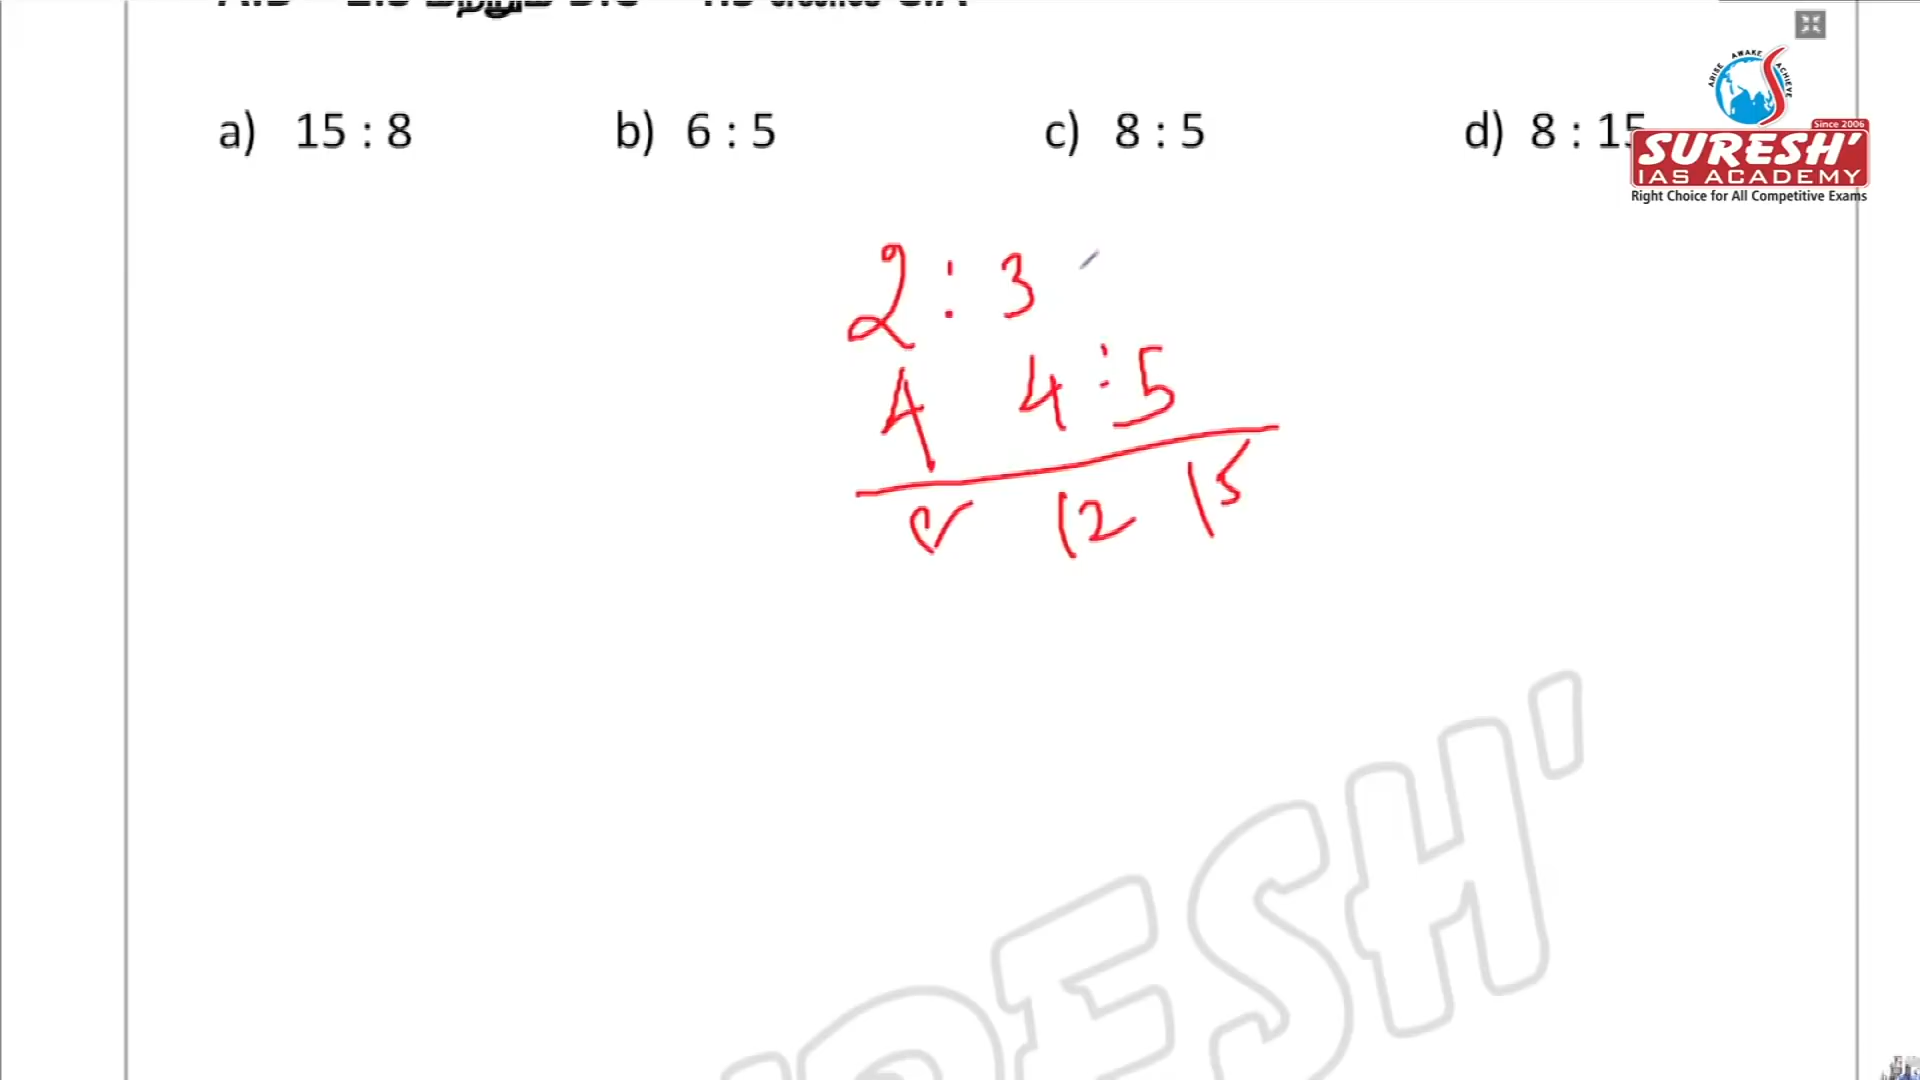 a) 15 : 8 b) 6 : 5 c) 8 : 5 d) 8 : 15
ARISE AWAKE ACHIEVE
Since 2006
SURESH'
IAS ACADEMY
Right Choice for All Competitive Exams
2 : 3
4 4 : 5
8 12 15
RESH'